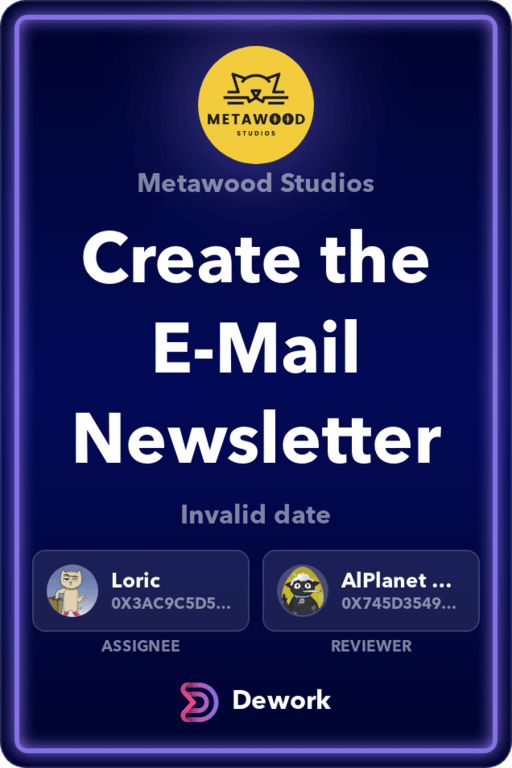 METAWOOD
STUDIOS
Metawood Studios
Create the
E-Mail
Newsletter
Invalid date
Loric
0X3AC9C5D5...
AlPlanet ...
0X745D3549...
ASSIGNEE
REVIEWER
Dework